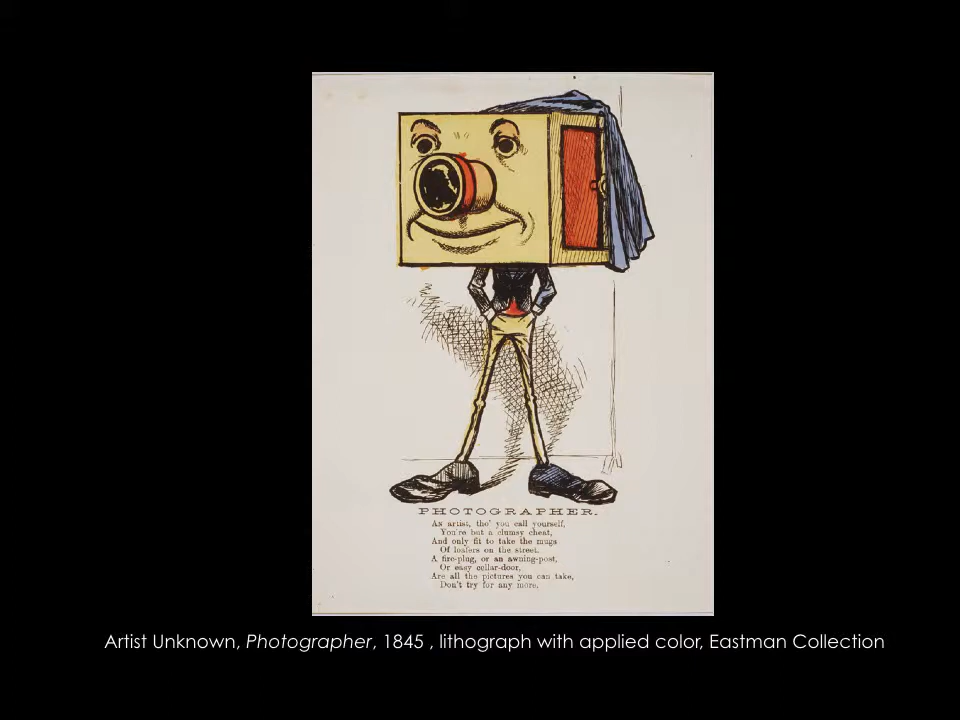 PHOTOGRAPHER.
An artist, tho' you call yourself,
You're but a clumsy cheat,
And only fit to take the mugs
Of loafers on the street.
A fire-plug, or an awning-post,
Or easy cellar-door,
Are all the pictures you can take,
Don't try for any more.
Artist Unknown, Photographer, 1845 , lithograph with applied color, Eastman Collection